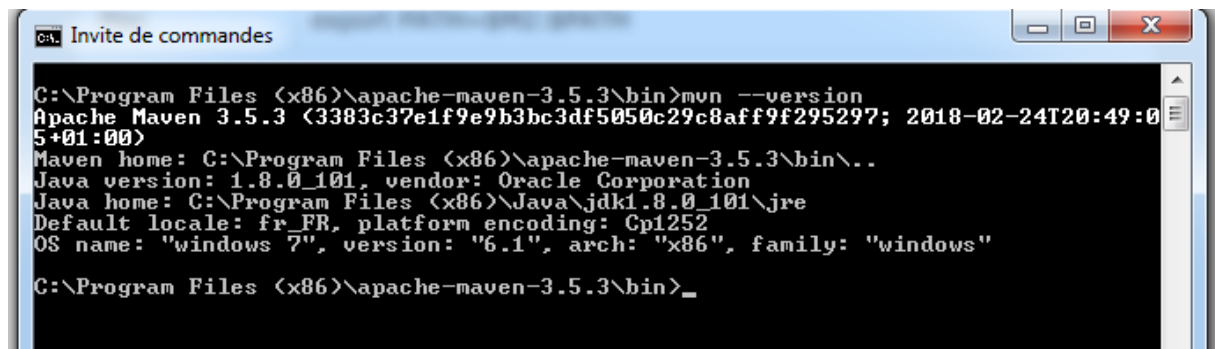 export PATH=$M2:$PATH
Invite de commandes
C:\Program Files (x86)\apache-maven-3.5.3\bin>mvn --version
Apache Maven 3.5.3 (3383c37e1f9e9b3bc3df5050c29c8aff9f295297; 2018-02-24T20:49:0
5+01:00)
Maven home: C:\Program Files (x86)\apache-maven-3.5.3\bin\..
Java version: 1.8.0_101, vendor: Oracle Corporation
Java home: C:\Program Files (x86)\Java\jdk1.8.0_101\jre
Default locale: fr_FR, platform encoding: Cp1252
OS name: "windows 7", version: "6.1", arch: "x86", family: "windows"
C:\Program Files (x86)\apache-maven-3.5.3\bin>_